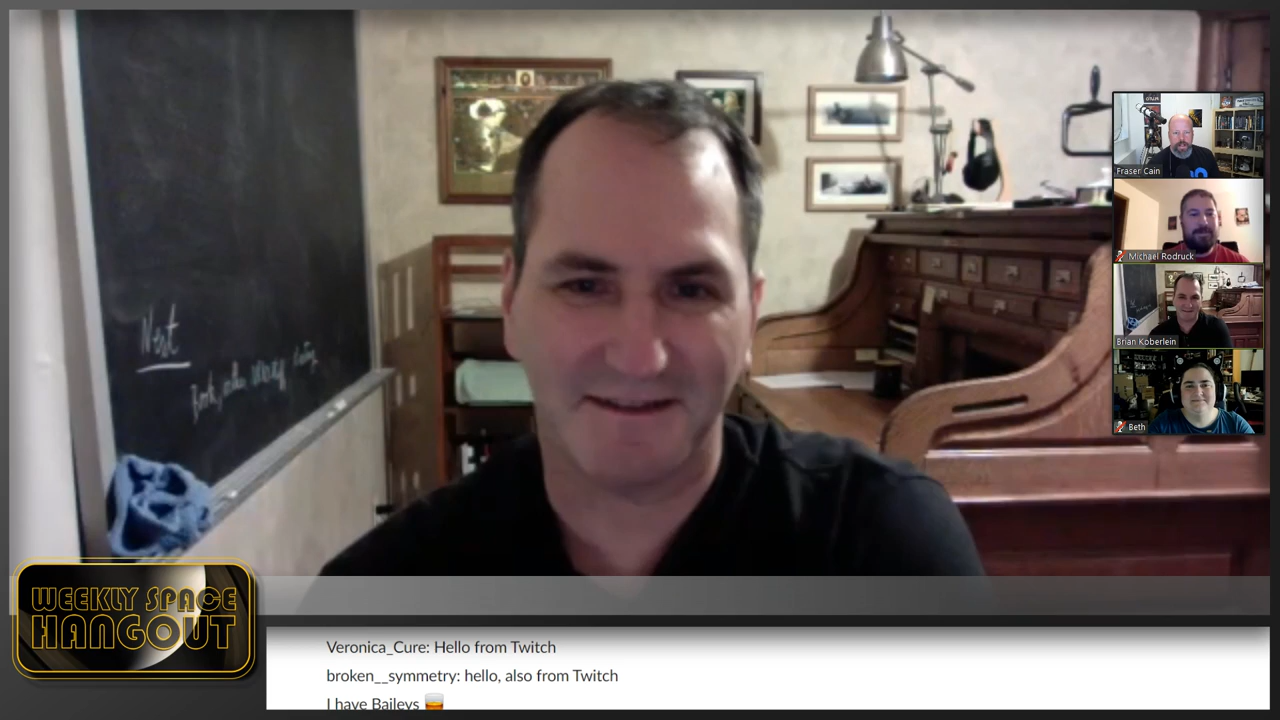 Next
Fraser Cain
Michael Rodruck
Brian Koberlein
Beth
WEEKLY SPACE
HANGOUT
Veronica_Cure: Hello from Twitch
broken__symmetry: hello, also from Twitch
I have Baileys 🥃